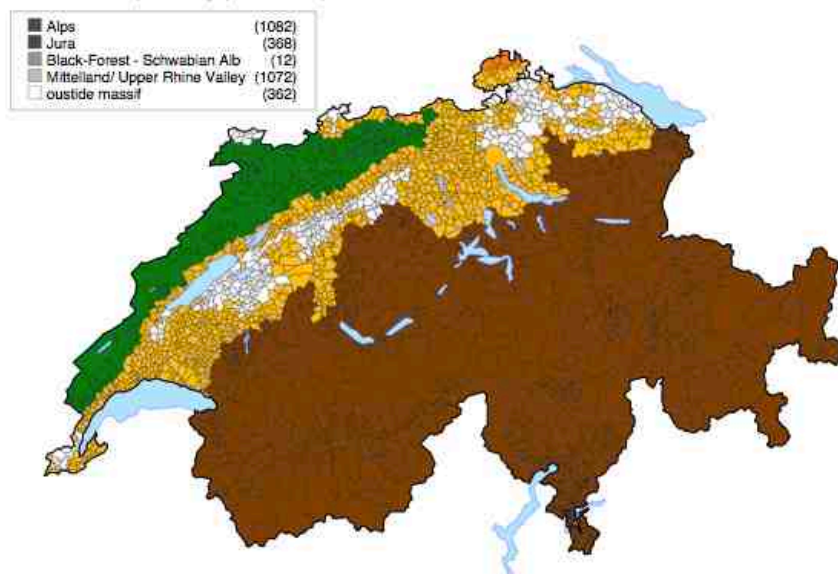 Alps (1082)
Jura (368)
Black-Forest - Schwabian Alb (12)
Mittelland/ Upper Rhine Valley (1072)
oustide massif (362)